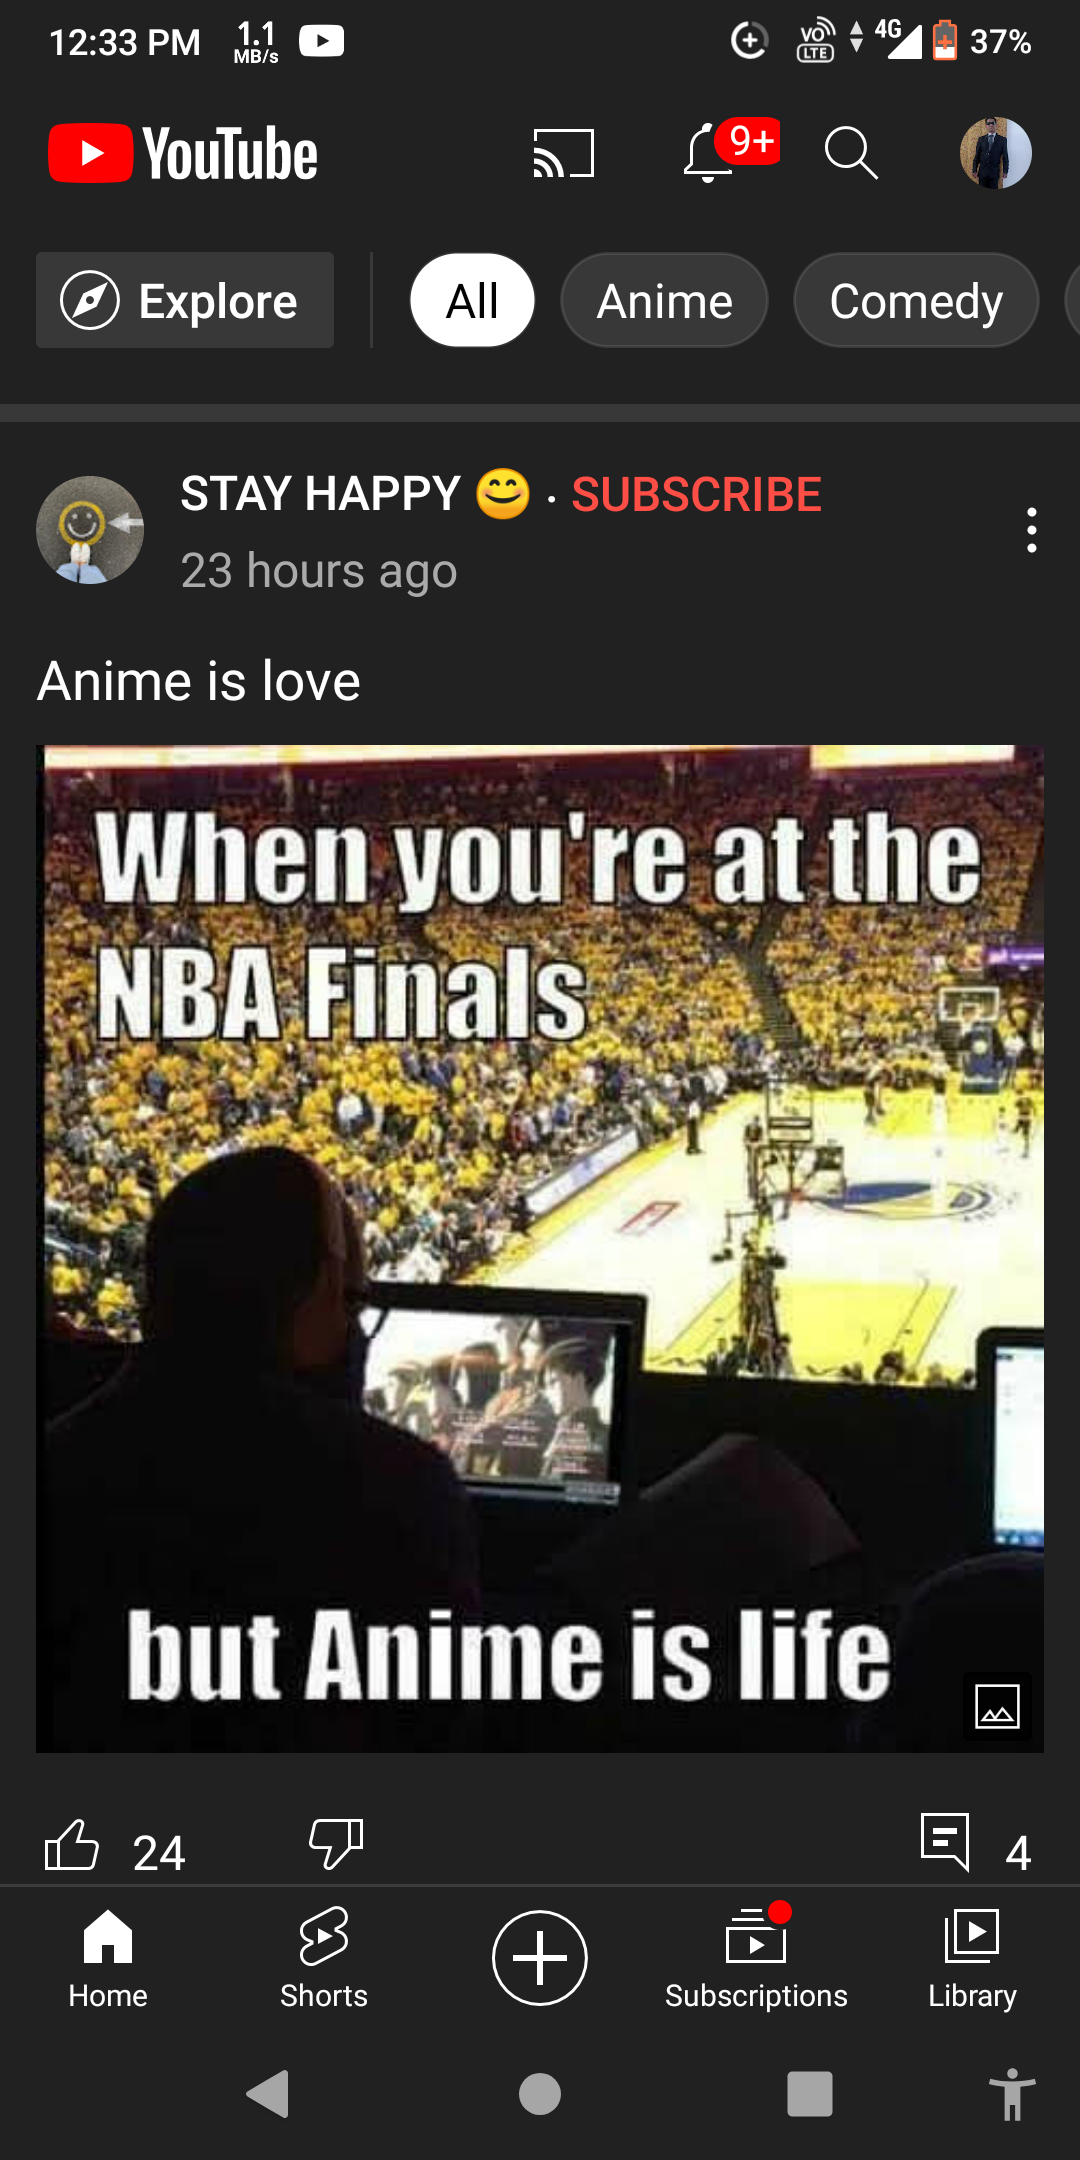 12:33 PM 1.1 MB/s VO LTE 4G 37%
YouTube 9+
Explore All Anime Comedy
STAY HAPPY 😊 · SUBSCRIBE
23 hours ago
Anime is love
When you're at the
NBA Finals
but Anime is life
24 4
Home Shorts Subscriptions Library